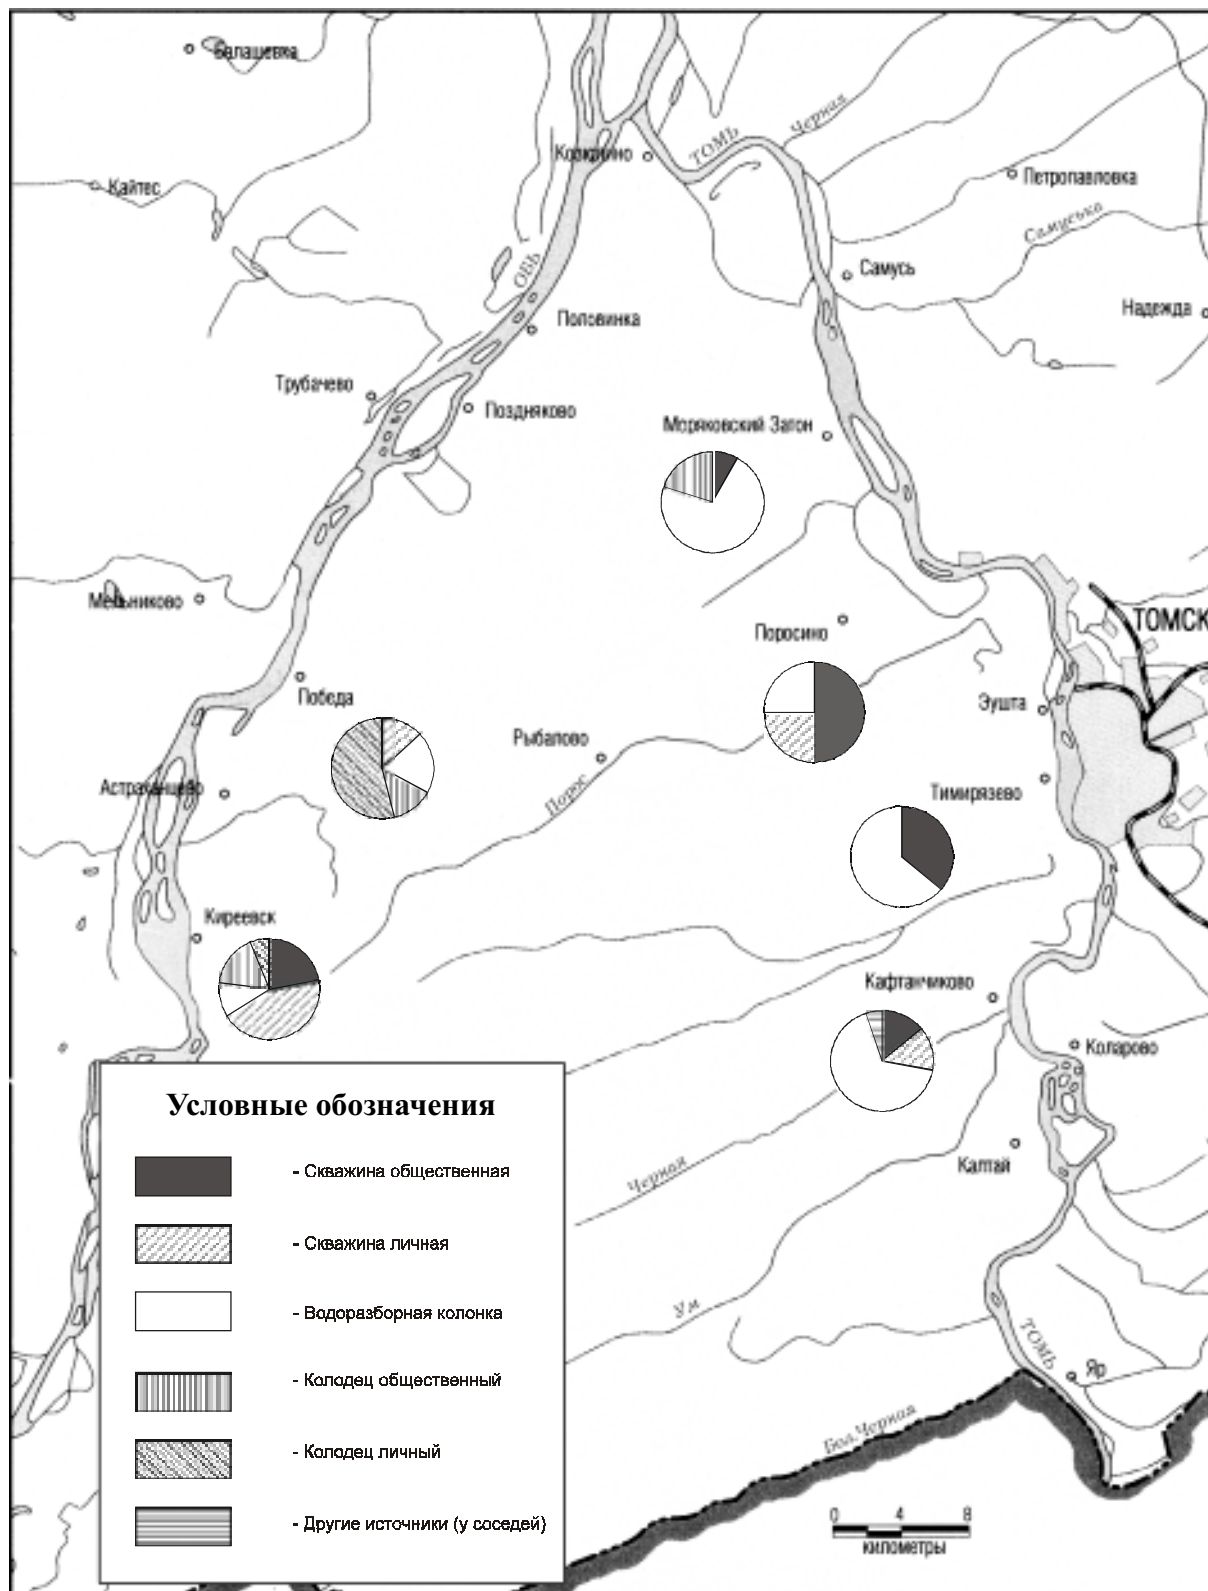 Балашевка
Черная
ТОМЬ
Козюлино
Кайтес
Петропавловка
Самуська
ОБЬ
Самусь
Надежда
Половинка
Трубачево
Поздняково
Моряковский Затон
Мельниково
ТОМСК
Поросино
Победа
Эушта
Рыбалово
Астраханцево
Порос
Тимирязево
Киреевск
Кафтанчиково
Коларово
Калтай
Черная
Ум
ТОМЬ
Яр
Бол.Черная
Условные обозначения
- Скважина общественная
- Скважина личная
- Водоразборная колонка
- Колодец общественный
- Колодец личный
- Другие источники (у соседей)
0 4 8
километры